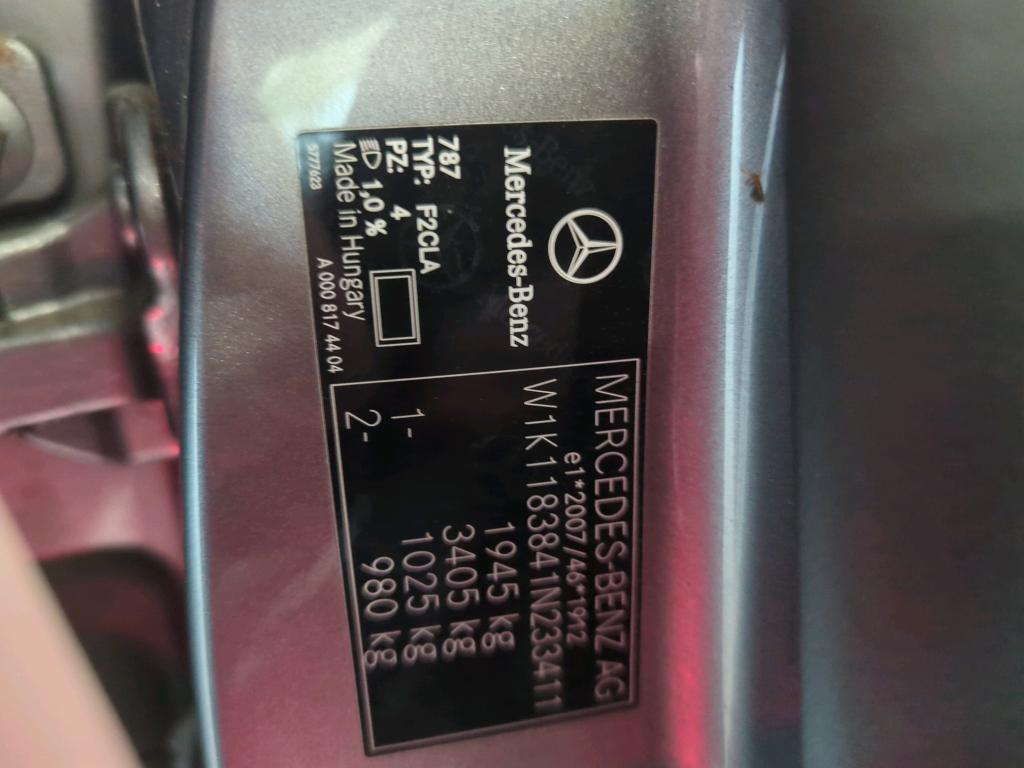 Mercedes-Benz
787
TYP: F2CLA
PZ: 4
1,0 %
Made in Hungary
A 000 817 44 04
5777623
MERCEDES-BENZ AG
e1*2007/46*1912
W1K1183841N233411
1945 kg
3405 kg
1- 1025 kg
2- 980 kg